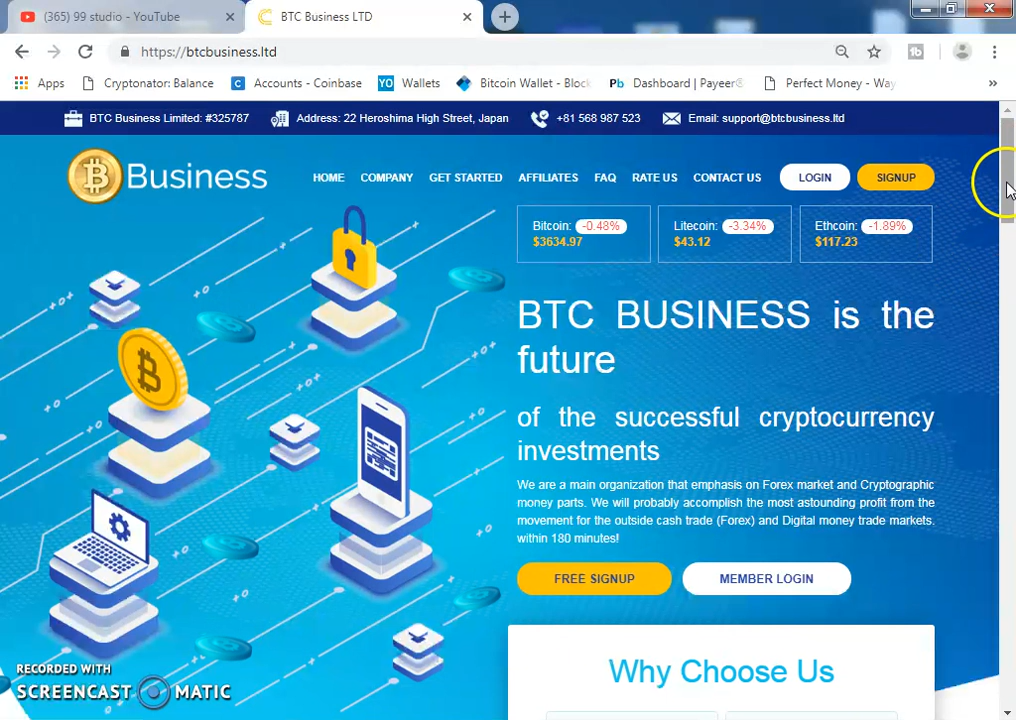 (365) 99 studio - YouTube
BTC Business LTD
https://btcbusiness.ltd
Apps Cryptonator: Balance Accounts - Coinbase Wallets Bitcoin Wallet - Block Dashboard | Payeer® Perfect Money - Way
BTC Business Limited: #325787 Address: 22 Heroshima High Street, Japan +81 568 987 523 Email: support@btcbusiness.ltd
Business HOME COMPANY GET STARTED AFFILIATES FAQ RATE US CONTACT US LOGIN SIGNUP
Bitcoin: -0.48% Litecoin: -3.34% Ethcoin: -1.89%
$3634.97 $43.12 $117.23
BTC BUSINESS is the
future
of the successful cryptocurrency
investments
We are a main organization that emphasis on Forex market and Cryptographic
money parts. We will probably accomplish the most astounding profit from the
movement for the outside cash trade (Forex) and Digital money trade markets.
within 180 minutes!
FREE SIGNUP MEMBER LOGIN
Why Choose Us
RECORDED WITH
SCREENCAST MATIC